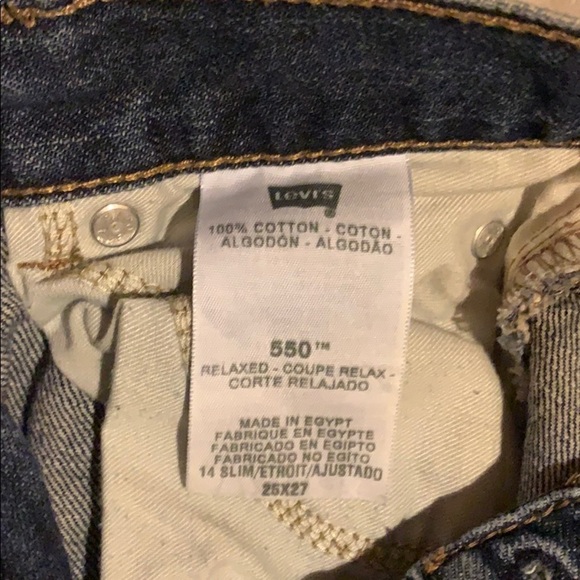 Levi's
100% COTTON - COTON -
ALGODÓN - ALGODÃO
550™
RELAXED - COUPE RELAX -
CORTE RELAJADO
MADE IN EGYPT
FABRIQUE EN EGYPTE
FABRICADO EN EGIPTO
FABRICADO NO EGITO
14 SLIM/ETROIT/AJUSTADO
25X27